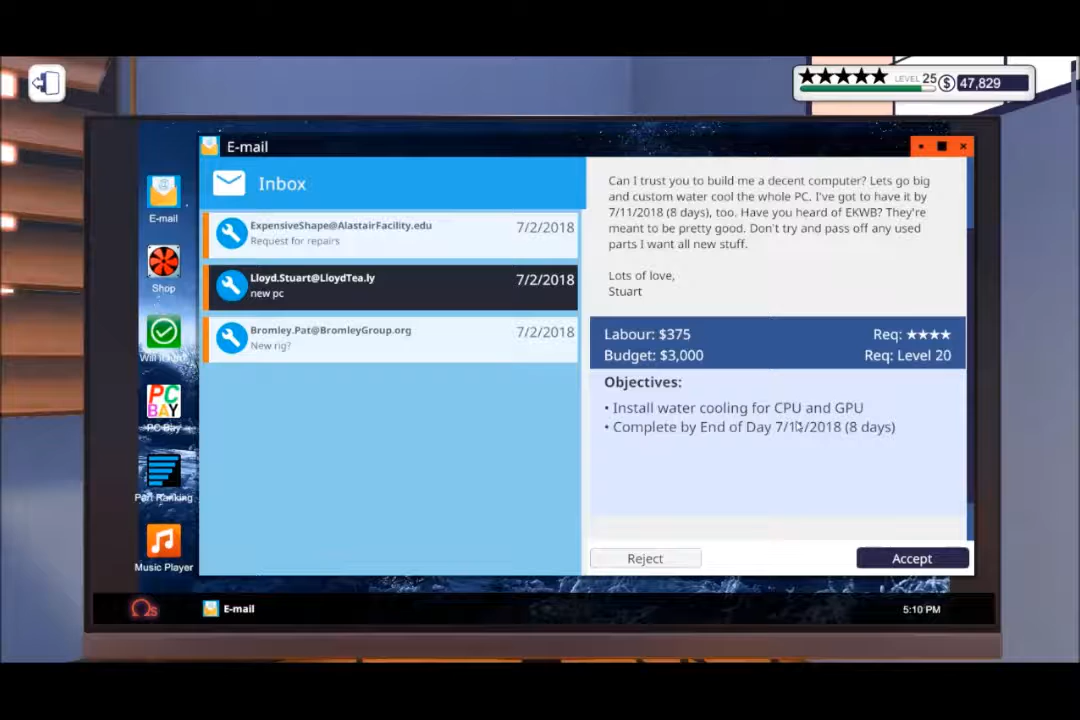 LEVEL 25 $ 47,829
E-mail
Inbox
ExpensiveShape@AlastairFacility.edu 7/2/2018
Request for repairs
Lloyd.Stuart@LloydTea.ly 7/2/2018
new pc
Bromley.Pat@BromleyGroup.org 7/2/2018
New rig?
Can I trust you to build me a decent computer? Lets go big
and custom water cool the whole PC. I've got to have it by
7/11/2018 (8 days), too. Have you heard of EKWB? They're
meant to be pretty good. Don't try and pass off any used
parts I want all new stuff.
Lots of love,
Stuart
Labour: $375 Req: ★★★★
Budget: $3,000 Req: Level 20
Objectives:
• Install water cooling for CPU and GPU
• Complete by End of Day 7/11/2018 (8 days)
Reject Accept
E-mail
Shop
PC
BAY
PC Bay
Part Ranking
Music Player
E-mail
5:10 PM